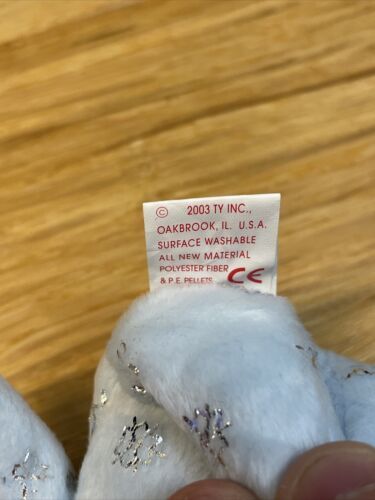 © 2003 TY INC.,
OAKBROOK, IL. U.S.A.
SURFACE WASHABLE
ALL NEW MATERIAL
POLYESTER FIBER
& P.E. PELLETS CE